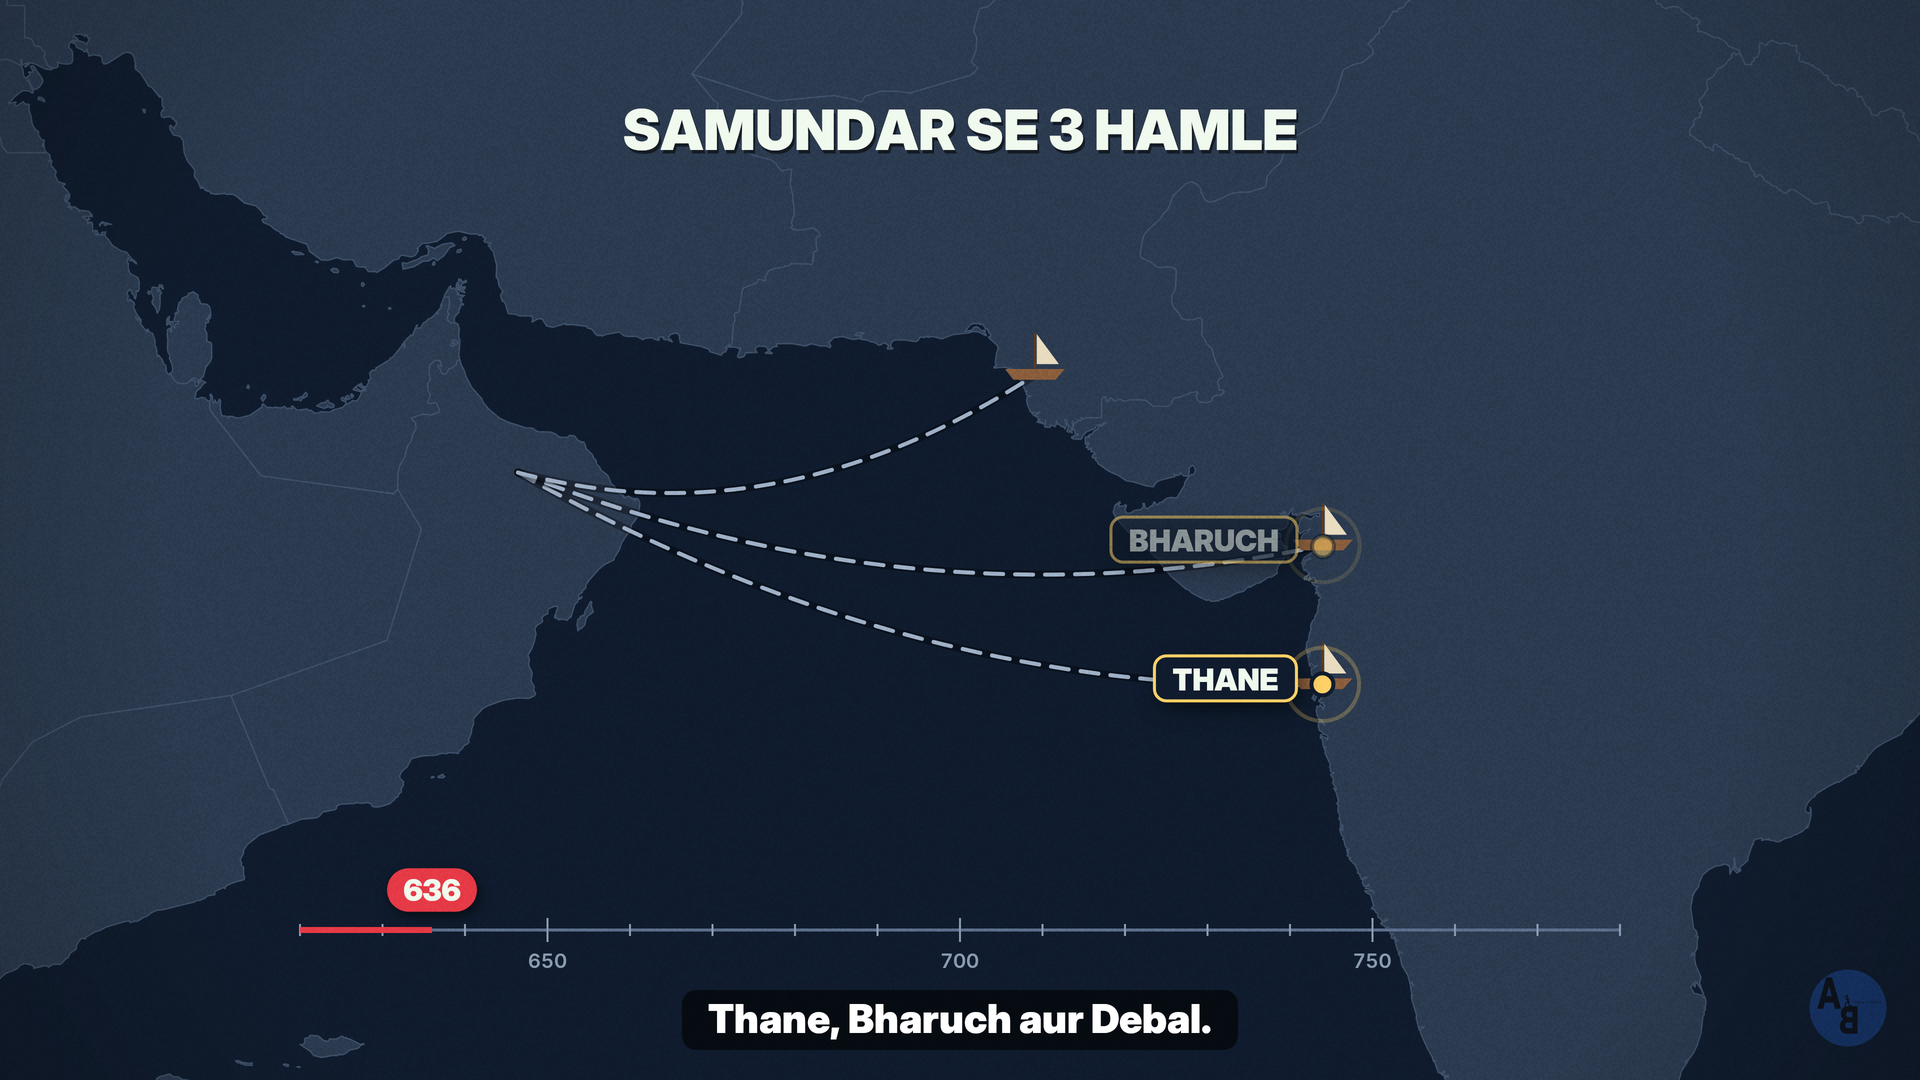 SAMUNDAR SE 3 HAMLE
BHARUCH
THANE
636
650 700 750
Thane, Bharuch aur Debal.
A
B